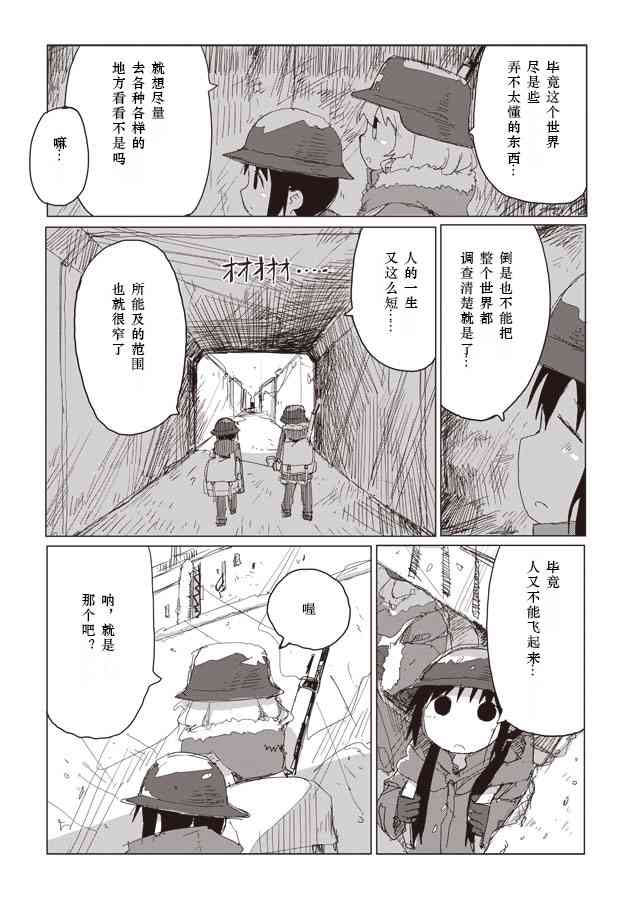 毕竟这个世界
尽是些
弄不太懂的
东西…
就想尽量
去各种各样的
地方看看不是
吗
嘛…
倒是也不能把
整个世界都
调查清楚就是了…
人的一生
又这么短……
オオオオ……
所能及的范围
也就很窄了
毕竟
人又不能飞起来…
喔
呐，就是
那个吧？